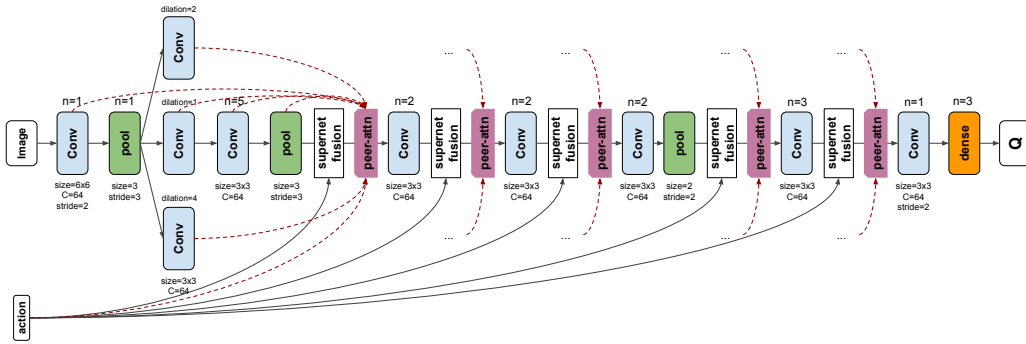 dilation=2
Conv
...
...
...
...
n=1
n=1
dilation=1
n=5
n=2
n=2
n=2
n=3
n=1
n=3
Image
Conv
pool
Conv
Conv
pool
supernet
fusion
peer-attn
Conv
supernet
fusion
peer-attn
Conv
supernet
fusion
peer-attn
Conv
pool
supernet
fusion
peer-attn
Conv
supernet
fusion
peer-attn
Conv
dense
Q
size=6x6
C=64
stride=2
size=3
stride=3
size=3x3
C=64
size=3
stride=3
size=3x3
C=64
size=3x3
C=64
size=3x3
C=64
size=2
stride=2
size=3x3
C=64
size=3x3
C=64
stride=2
dilation=4
Conv
size=3x3
C=64
...
...
...
...
action